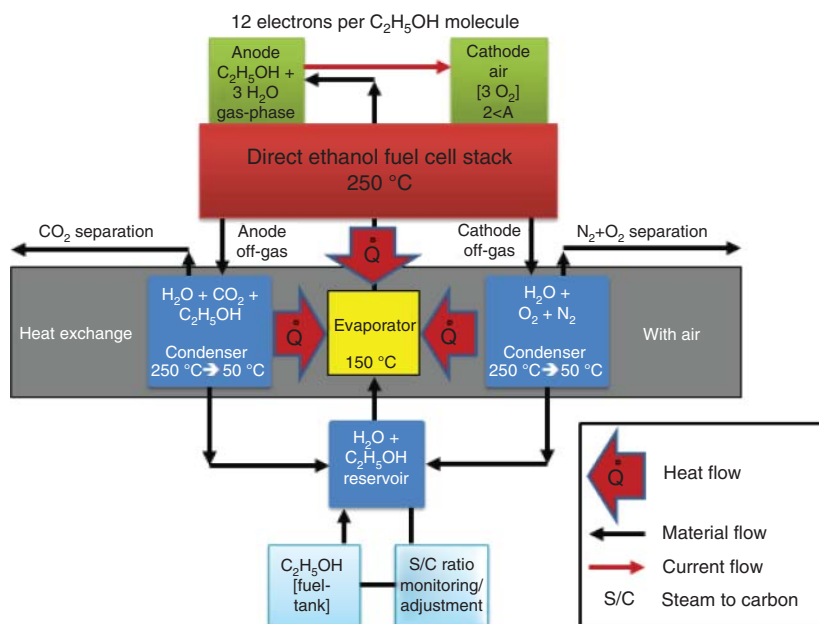 12 electrons per C₂H₅OH molecule
Anode
C₂H₅OH +
3 H₂O
gas-phase
Cathode
air
[3 O₂]
2<A
Direct ethanol fuel cell stack
250 °C
CO₂ separation
Anode
off-gas
Q̇
Cathode
off-gas
N₂+O₂ separation
Heat exchange
H₂O + CO₂ +
C₂H₅OH
Condenser
250 °C➔50 °C
Q̇
Evaporator
150 °C
Q̇
H₂O +
O₂ + N₂
Condenser
250 °C➔50 °C
With air
H₂O +
C₂H₅OH
reservoir
C₂H₅OH
[fuel-
tank]
S/C ratio
monitoring/
adjustment
Q̇
Heat flow
Material flow
Current flow
S/C Steam to carbon